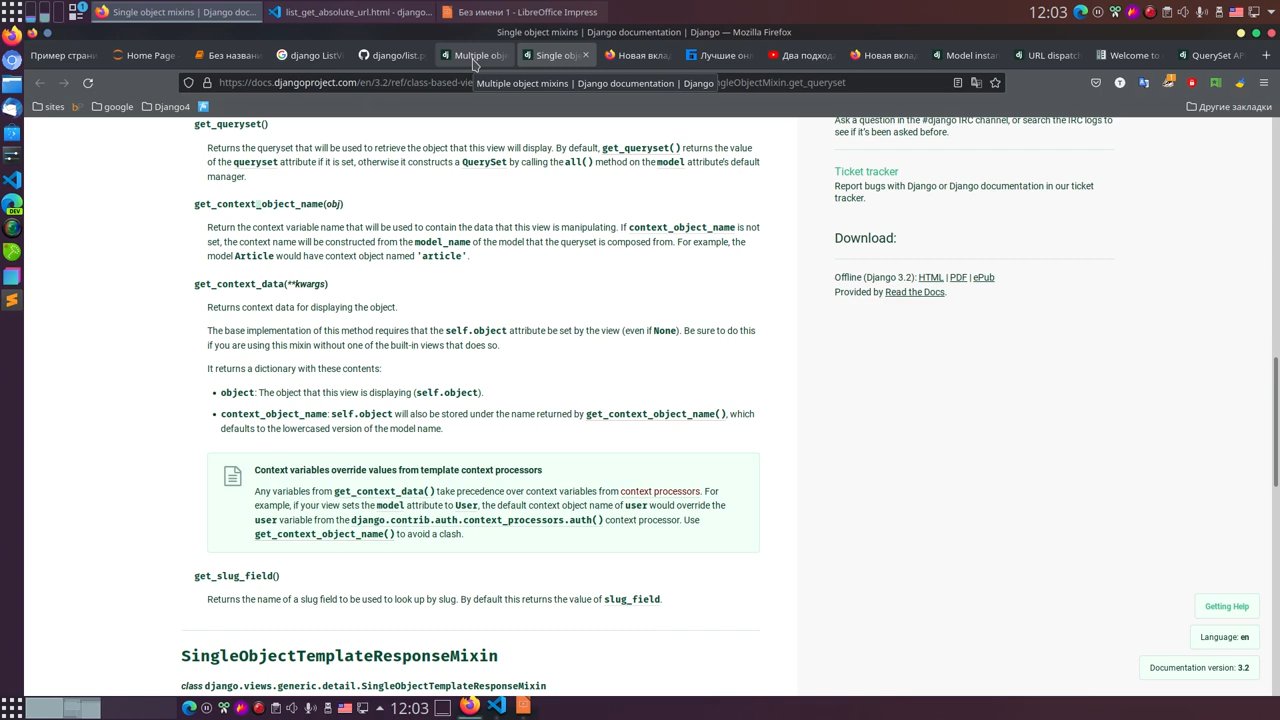 Single object mixins | Django doc...
list_get_absolute_url.html - django...
Без имени 1 - LibreOffice Impress
12:03
Single object mixins | Django documentation | Django — Mozilla Firefox
Пример страни
Home Page
Без названи
django ListVi
django/list.p
Multiple obj
Single obj
Новая вкла
Лучшие онл
Два подход
Новая вкла
Model instan
URL dispatch
Welcome to
QuerySet API
https://docs.djangoproject.com/en/3.2/ref/class-based-vie
ngleObjectMixin.get_queryset
Multiple object mixins | Django documentation | Django
sites
google
Django4
Другие закладки
get_queryset()
Returns the queryset that will be used to retrieve the object that this view will display. By default, get_queryset() returns the value
of the queryset attribute if it is set, otherwise it constructs a QuerySet by calling the all() method on the model attribute's default
manager.
get_context_object_name(obj)
Return the context variable name that will be used to contain the data that this view is manipulating. If context_object_name is not
set, the context name will be constructed from the model_name of the model that the queryset is composed from. For example, the
model Article would have context object named 'article'.
get_context_data(**kwargs)
Returns context data for displaying the object.
The base implementation of this method requires that the self.object attribute be set by the view (even if None). Be sure to do this
if you are using this mixin without one of the built-in views that does so.
It returns a dictionary with these contents:
• object: The object that this view is displaying (self.object).
• context_object_name: self.object will also be stored under the name returned by get_context_object_name(), which
defaults to the lowercased version of the model name.
Context variables override values from template context processors
Any variables from get_context_data() take precedence over context variables from context processors. For
example, if your view sets the model attribute to User, the default context object name of user would override the
user variable from the django.contrib.auth.context_processors.auth() context processor. Use
get_context_object_name() to avoid a clash.
get_slug_field()
Returns the name of a slug field to be used to look up by slug. By default this returns the value of slug_field.
SingleObjectTemplateResponseMixin
class django.views.generic.detail.SingleObjectTemplateResponseMixin
Ask a question in the #django IRC channel, or search the IRC logs to
see if it's been asked before.
Ticket tracker
Report bugs with Django or Django documentation in our ticket
tracker.
Download:
Offline (Django 3.2): HTML | PDF | ePub
Provided by Read the Docs.
Getting Help
Language: en
Documentation version: 3.2
DEV
12:03